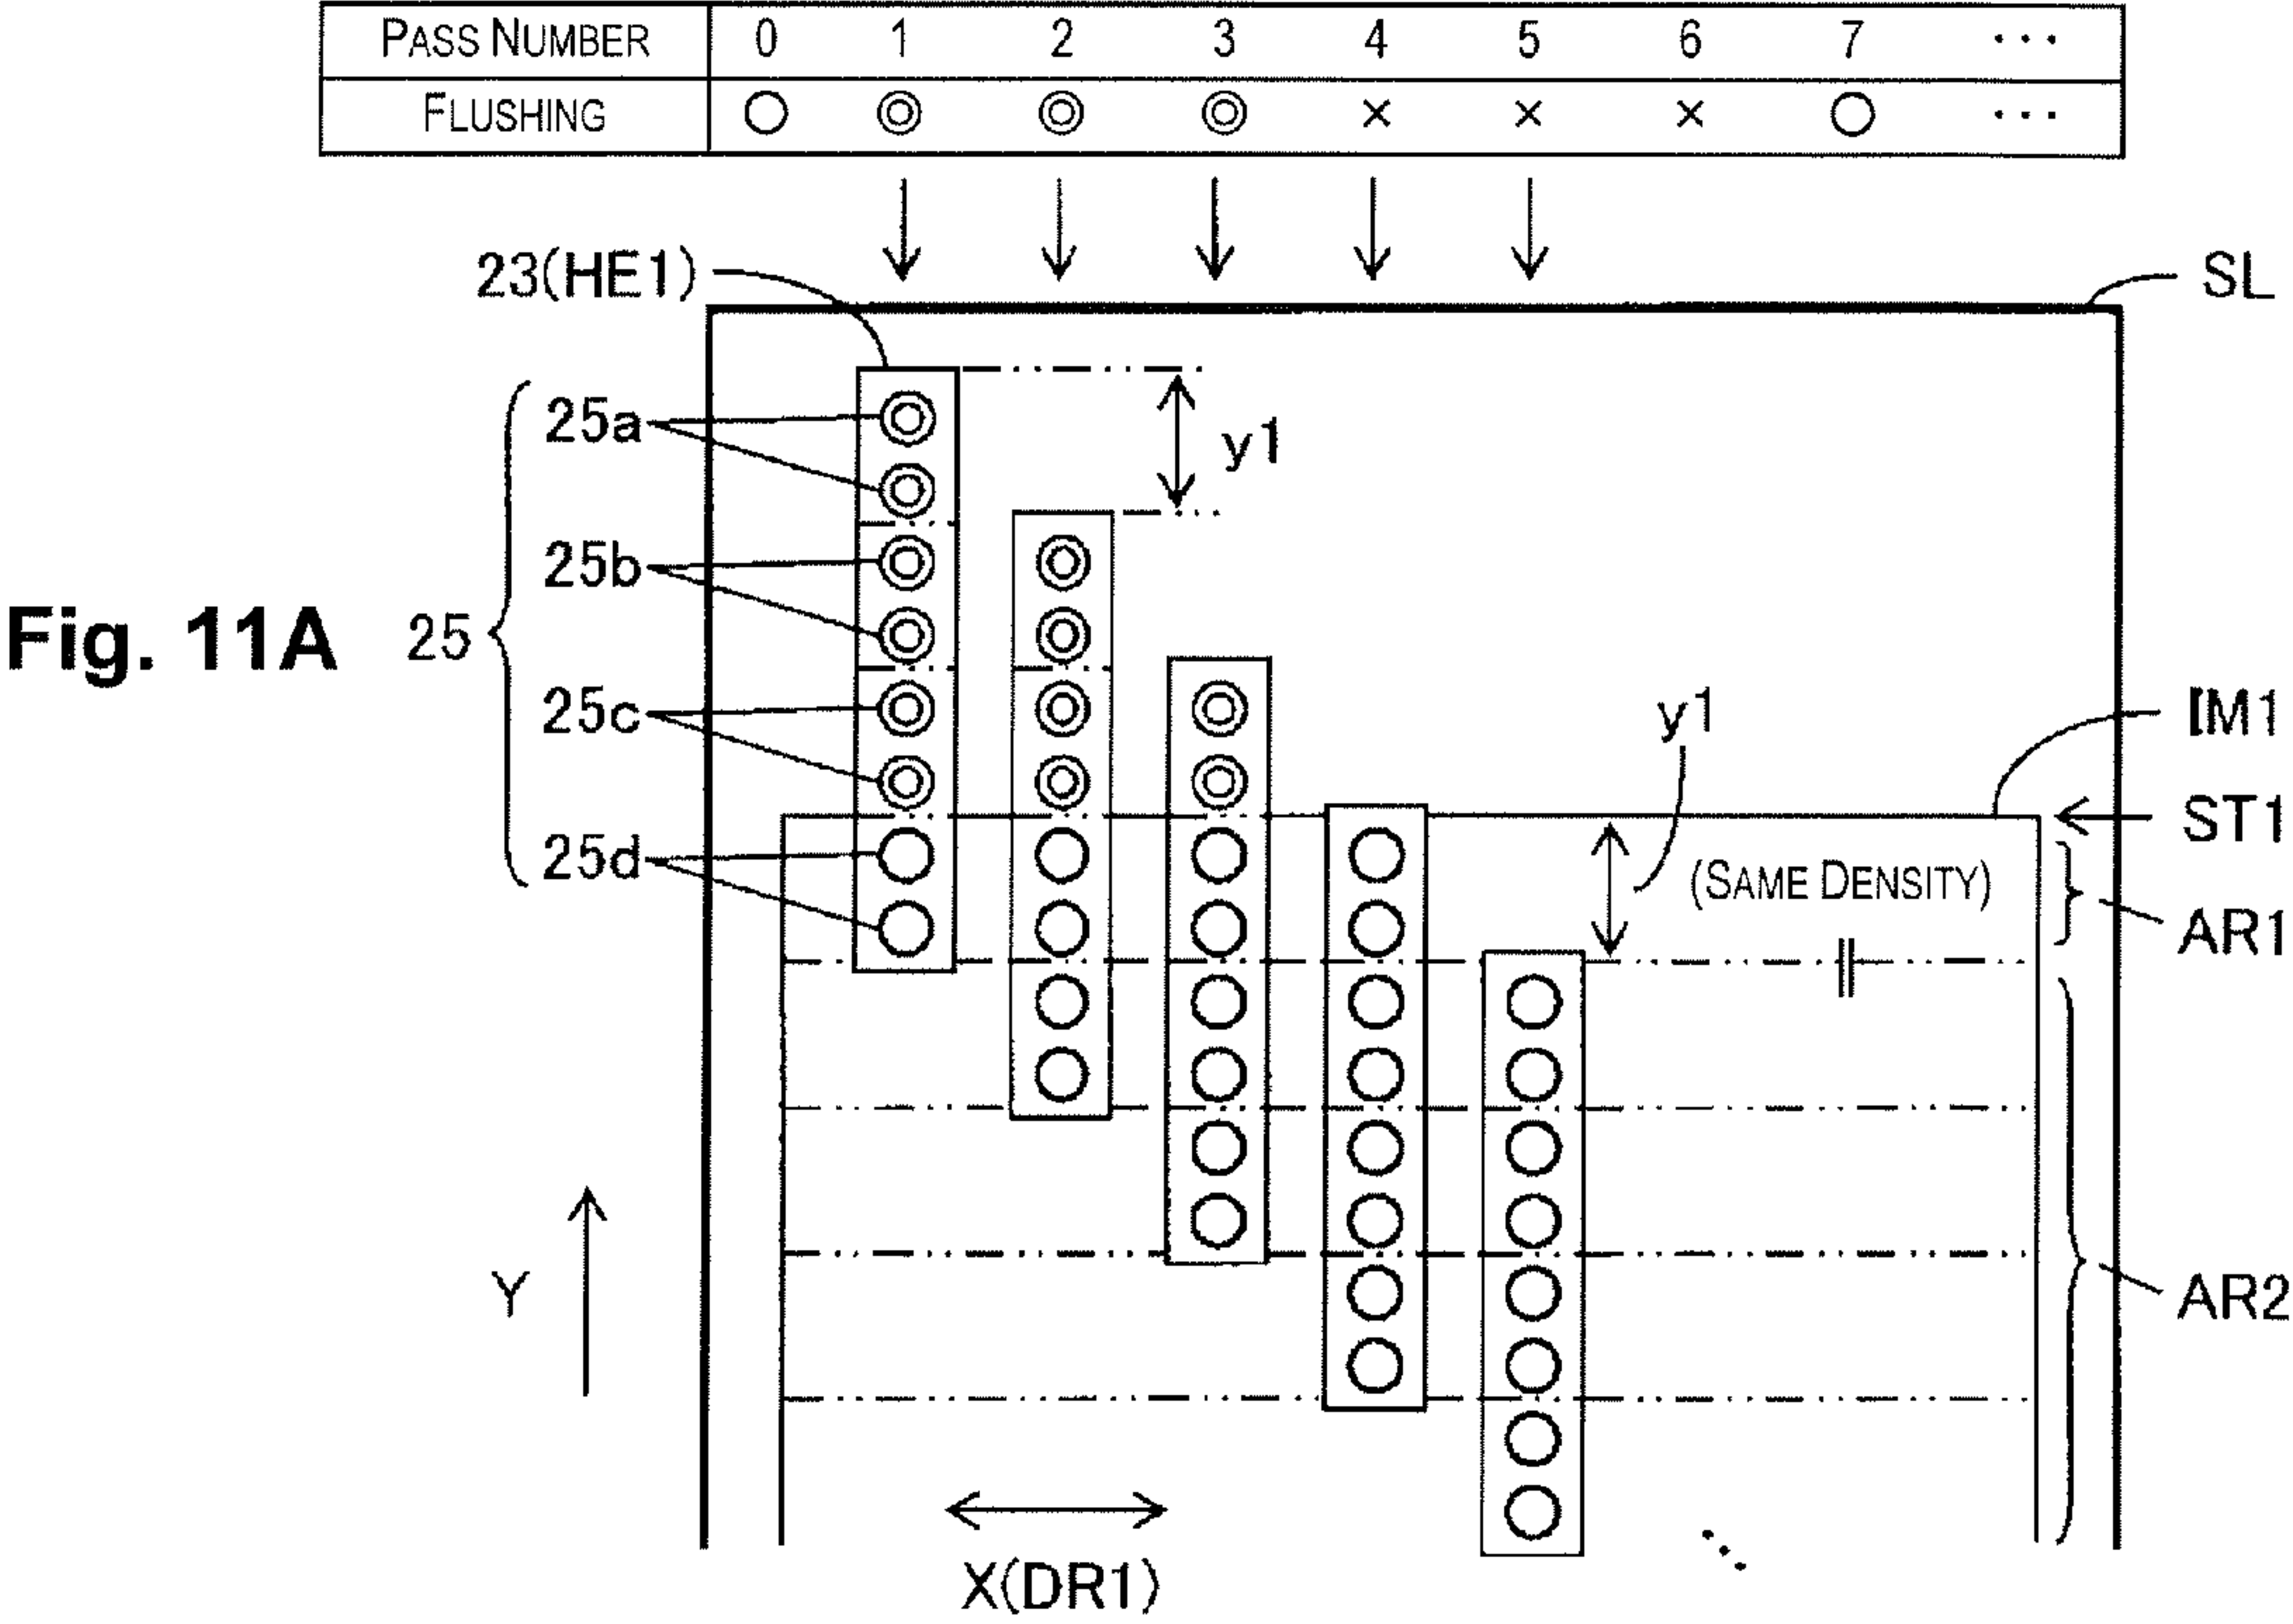 PASS NUMBER 0 1 2 3 4 5 6 7 ...
FLUSHING ○ ◎ ◎ ◎ × × × ○ ...
23(HE1)
SL
25a
y1
25b
Fig. 11A
25
25c
y1
IM1
ST1
25d
(SAME DENSITY)
AR1
Y
AR2
X(DR1)